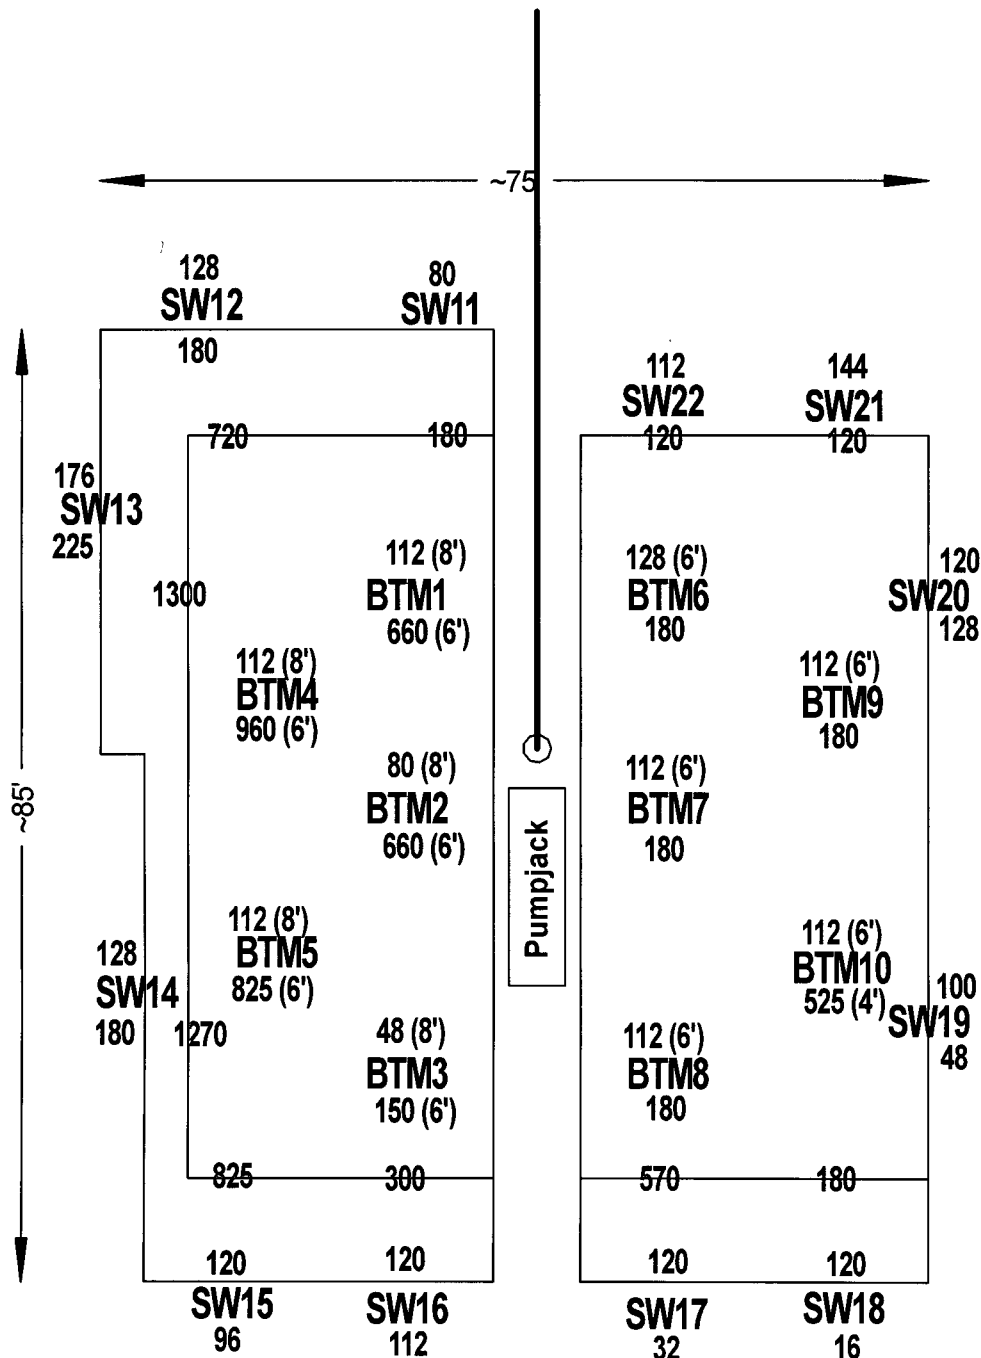 ~75
128
SW12
180
80
SW11
112
SW22
120
144
SW21
120
720
180
176
SW13
225
1300
112 (8')
BTM1
660 (6')
128 (6')
BTM6
180
120
SW20
128
112 (8')
BTM4
960 (6')
112 (6')
BTM9
180
80 (8')
BTM2
660 (6')
112 (6')
BTM7
180
~85'
Pumpjack
112 (8')
BTM5
825 (6')
112 (6')
BTM10
525 (4')
128
SW14
180
1270
100
SW19
48
48 (8')
BTM3
150 (6')
112 (6')
BTM8
180
825
300
570
180
120
SW15
96
120
SW16
112
120
SW17
32
120
SW18
16